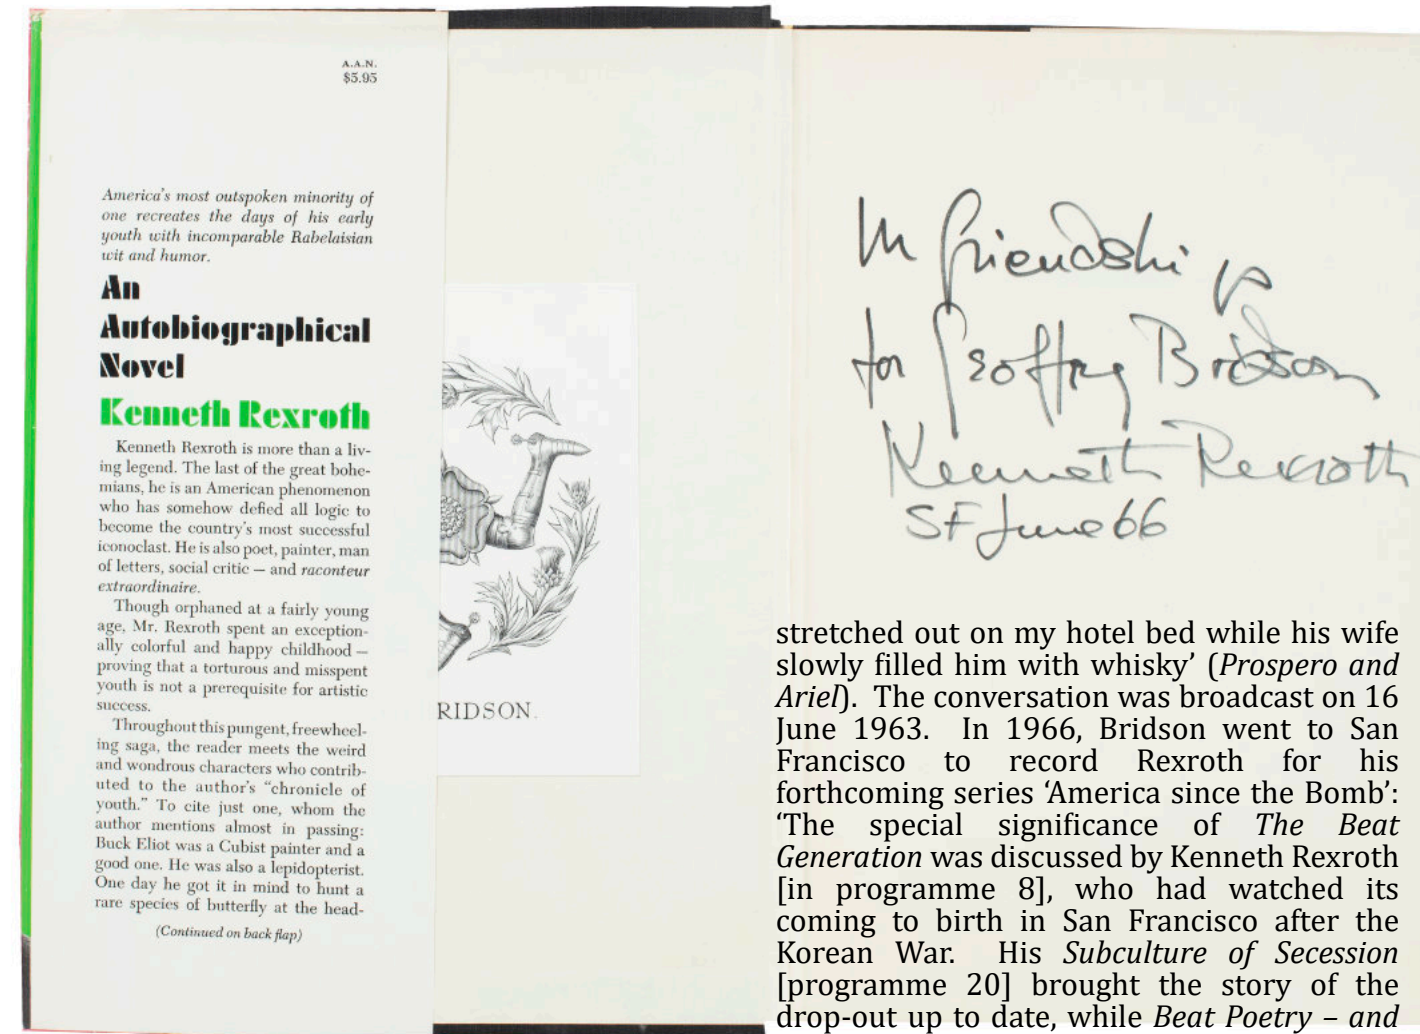 A.A.N.
$5.95
America's most outspoken minority of
one recreates the days of his early
youth with incomparable Rabelaisian
wit and humor.
An
Autobiographical
Novel
Kenneth Rexroth
Kenneth Rexroth is more than a liv-
ing legend. The last of the great bohe-
mians, he is an American phenomenon
who has somehow defied all logic to
become the country's most successful
iconoclast. He is also poet, painter, man
of letters, social critic — and raconteur
extraordinaire.
Though orphaned at a fairly young
age, Mr. Rexroth spent an exception-
ally colorful and happy childhood —
proving that a torturous and misspent
youth is not a prerequisite for artistic
success.
Throughout this pungent, freewheel-
ing saga, the reader meets the weird
and wondrous characters who contrib-
uted to the author's "chronicle of
youth." To cite just one, whom the
author mentions almost in passing:
Buck Eliot was a Cubist painter and a
good one. He was also a lepidopterist.
One day he got it in mind to hunt a
rare species of butterfly at the head-
(Continued on back flap)
RIDSON.
In friendship
for Geoffrey Bridson
Kenneth Rexroth
SF June 66
stretched out on my hotel bed while his wife
slowly filled him with whisky’ (Prospero and
Ariel). The conversation was broadcast on 16
June 1963. In 1966, Bridson went to San
Francisco to record Rexroth for his
forthcoming series ‘America since the Bomb’:
‘The special significance of The Beat
Generation was discussed by Kenneth Rexroth
[in programme 8], who had watched its
coming to birth in San Francisco after the
Korean War. His Subculture of Secession
[programme 20] brought the story of the
drop-out up to date, while Beat Poetry – and